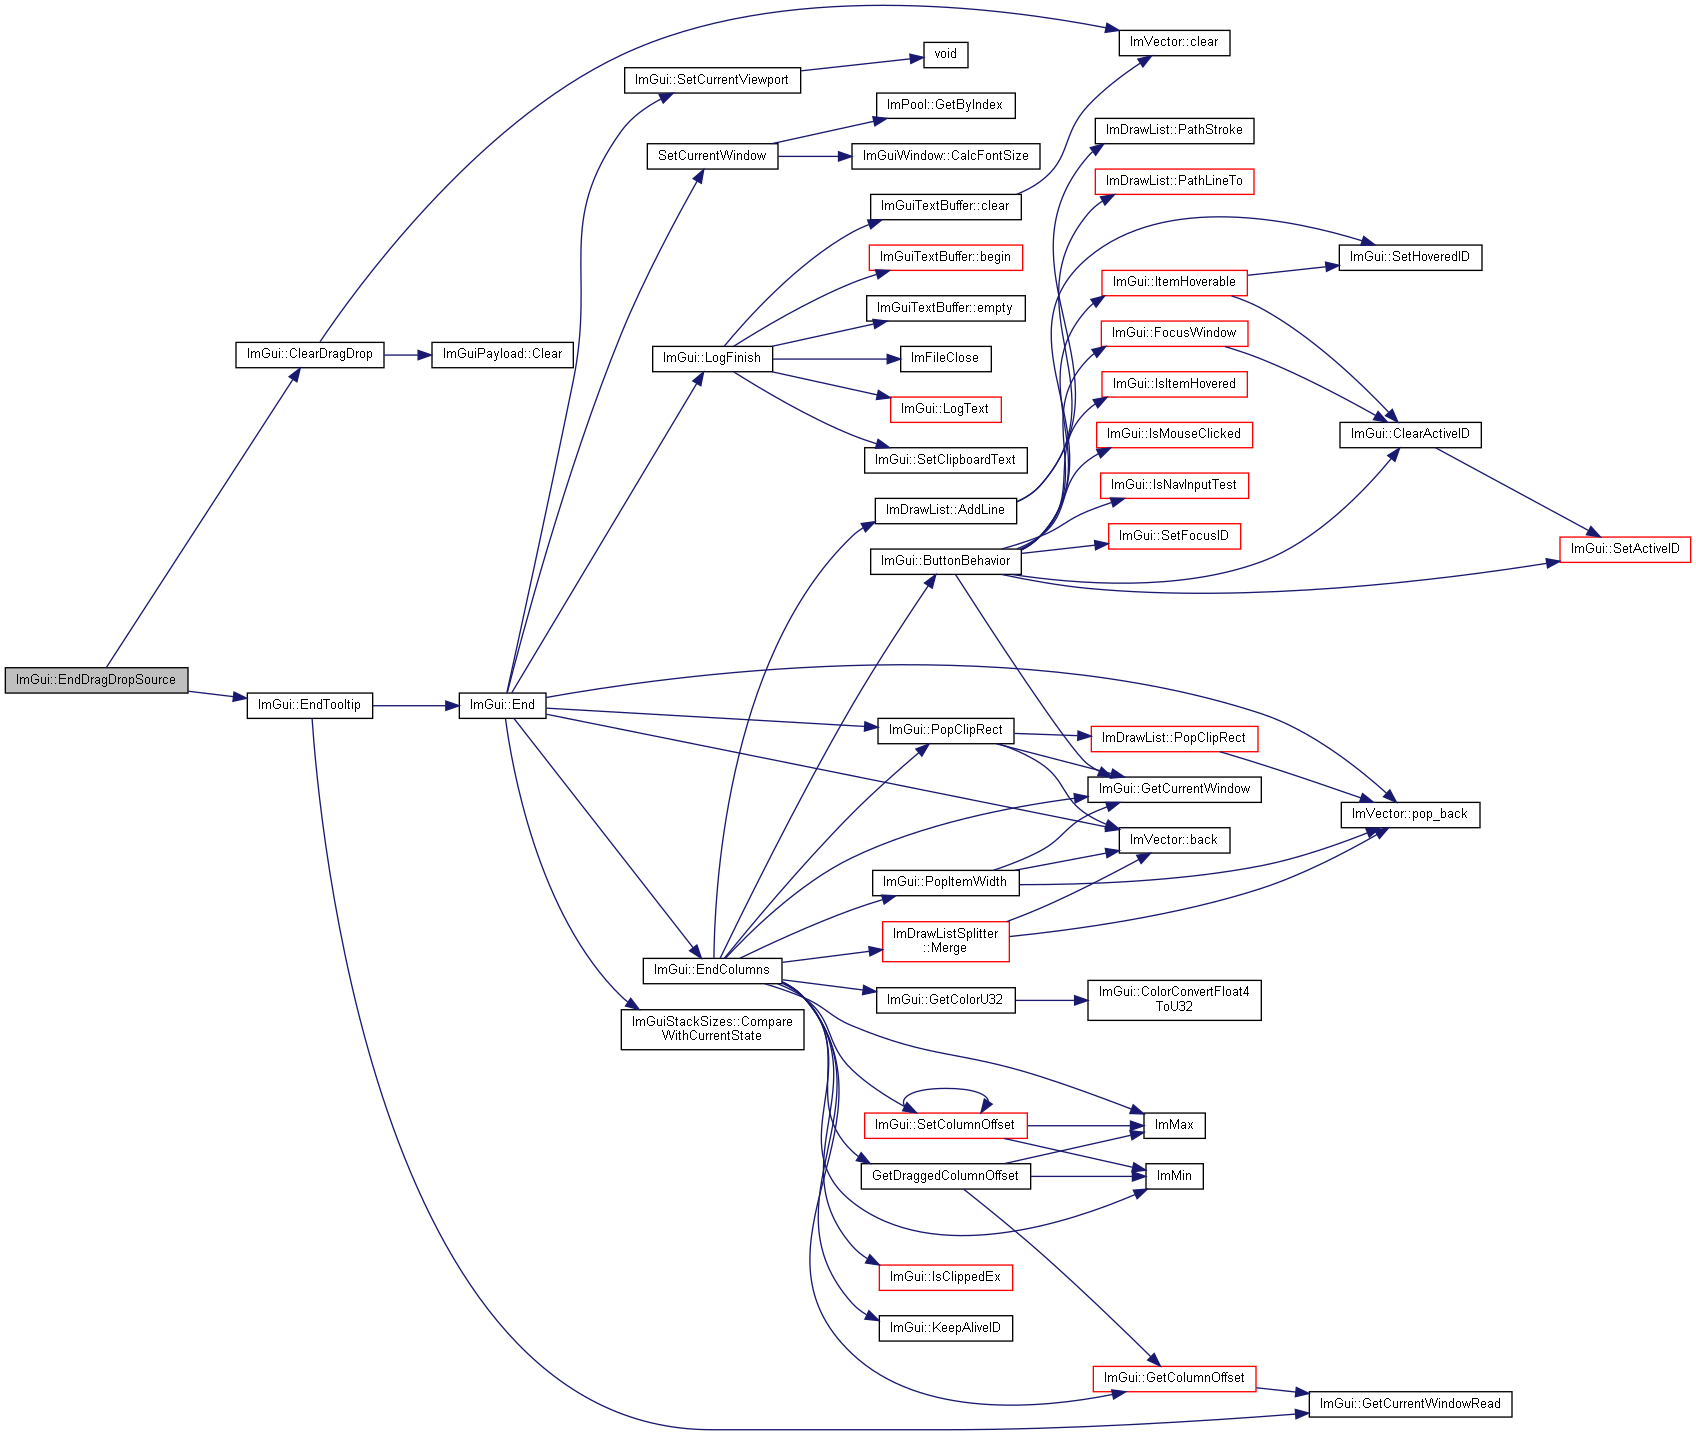 ImVector::clear
void
ImGui::SetCurrentViewport
ImPool::GetByIndex
ImDrawList::PathStroke
SetCurrentWindow
ImGuiWindow::CalcFontSize
ImDrawList::PathLineTo
ImGuiTextBuffer::clear
ImGuiTextBuffer::begin
ImGui::SetHoveredID
ImGui::ItemHoverable
ImGuiTextBuffer::empty
ImGui::FocusWindow
ImGui::ClearDragDrop
ImGuiPayload::Clear
ImGui::LogFinish
ImFileClose
ImGui::IsItemHovered
ImGui::LogText
ImGui::IsMouseClicked
ImGui::ClearActiveID
ImGui::SetClipboardText
ImGui::IsNavInputTest
ImDrawList::AddLine
ImGui::SetFocusID
ImGui::SetActiveID
ImGui::ButtonBehavior
ImGui::EndDragDropSource
ImGui::EndTooltip
ImGui::End
ImGui::PopClipRect
ImDrawList::PopClipRect
ImGui::GetCurrentWindow
ImVector::pop_back
ImVector::back
ImGui::PopItemWidth
ImDrawListSplitter
::Merge
ImGui::EndColumns
ImGui::GetColorU32
ImGui::ColorConvertFloat4
ToU32
ImGuiStackSizes::Compare
WithCurrentState
ImGui::SetColumnOffset
ImMax
GetDraggedColumnOffset
ImMin
ImGui::IsClippedEx
ImGui::KeepAliveID
ImGui::GetColumnOffset
ImGui::GetCurrentWindowRead